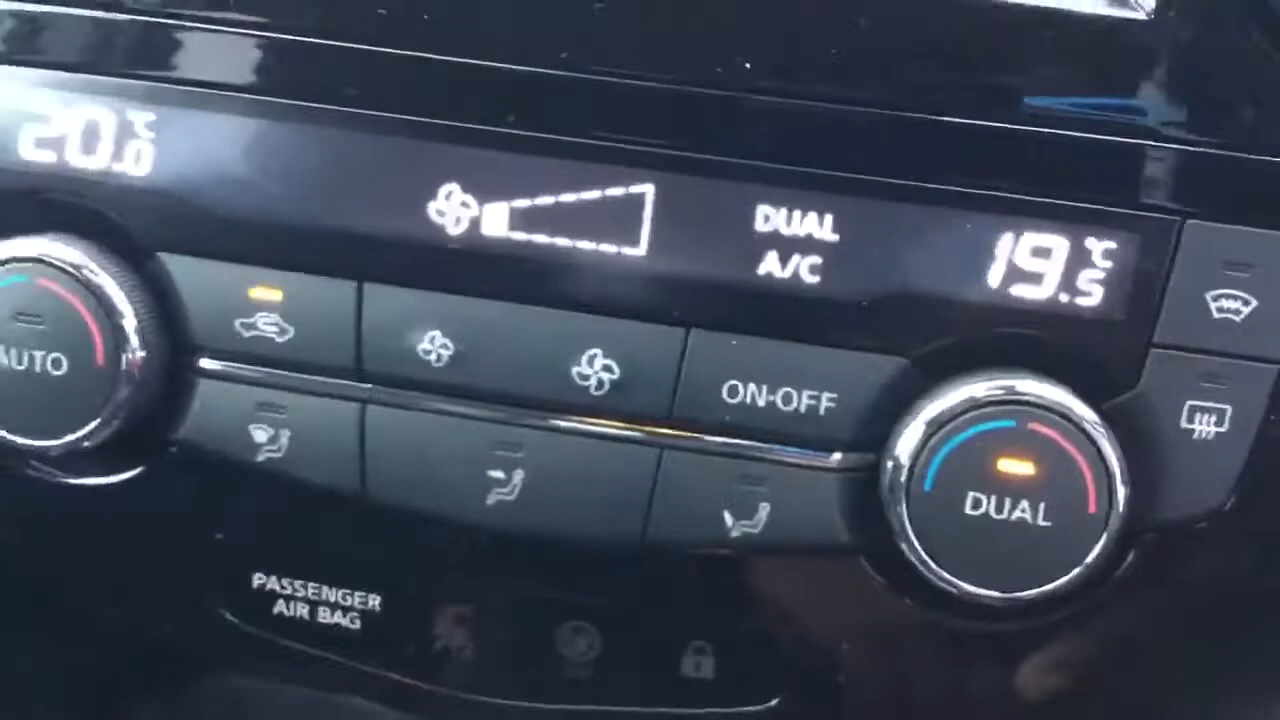 20.0 °C
DUAL
A/C
19.5 °C
AUTO
ON-OFF
DUAL
PASSENGER
AIR BAG